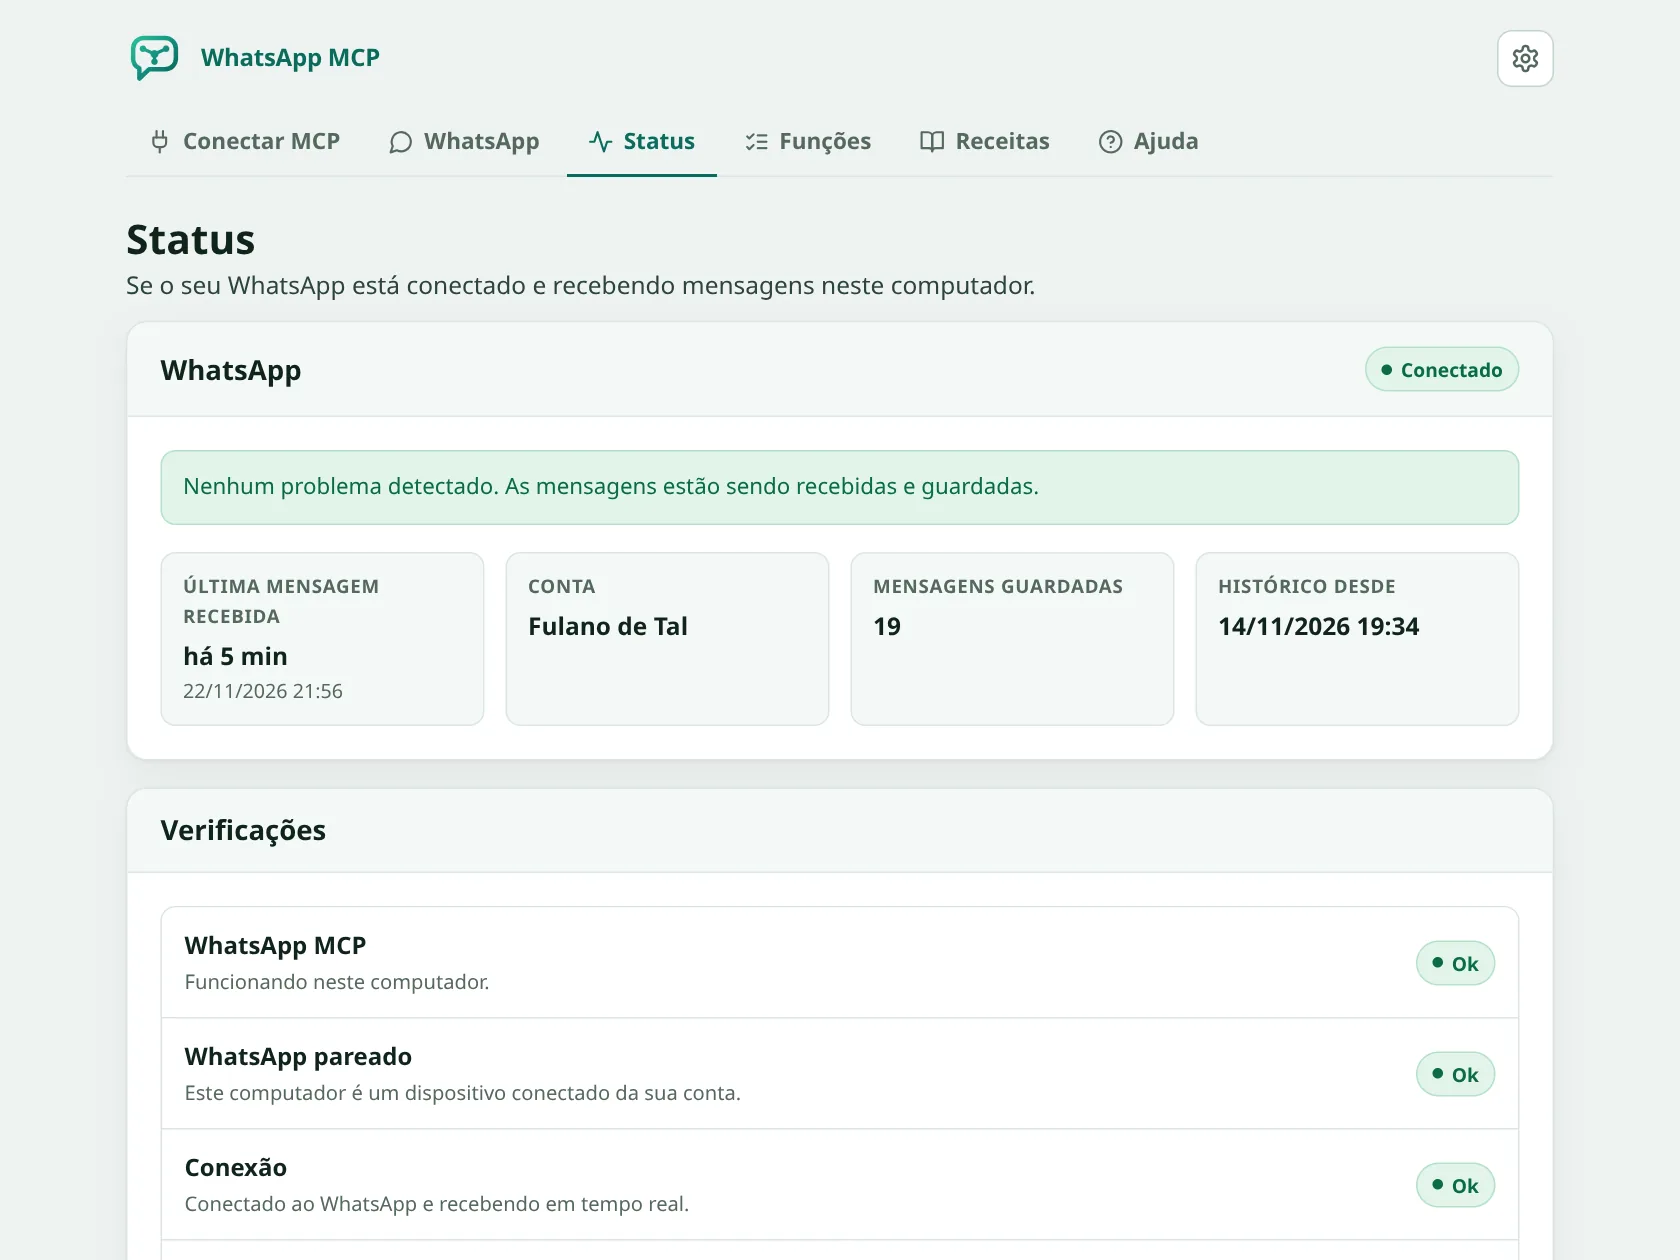 WhatsApp MCP
Conectar MCP
WhatsApp
Status
Funções
Receitas
Ajuda
Status
Se o seu WhatsApp está conectado e recebendo mensagens neste computador.
WhatsApp
Conectado
Nenhum problema detectado. As mensagens estão sendo recebidas e guardadas.
ÚLTIMA MENSAGEM
RECEBIDA
há 5 min
22/11/2026 21:56
CONTA
Fulano de Tal
MENSAGENS GUARDADAS
19
HISTÓRICO DESDE
14/11/2026 19:34
Verificações
WhatsApp MCP
Funcionando neste computador.
Ok
WhatsApp pareado
Este computador é um dispositivo conectado da sua conta.
Ok
Conexão
Conectado ao WhatsApp e recebendo em tempo real.
Ok